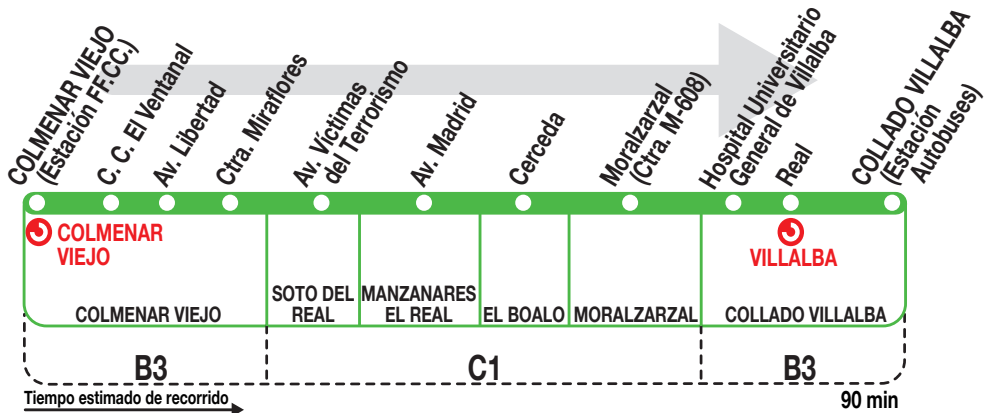 COLMENAR VIEJO
(Estación FF.CC.)
C. C. El Ventanal
Av. Libertad
Ctra. Miraflores
Av. Víctimas
del Terrorismo
Av. Madrid
Cerceda
Moralzarzal
(Ctra. M-608)
Hospital Universitario
General de Villalba
Real
COLLADO VILLALBA
(Estación
Autobuses)
COLMENAR
VIEJO
VILLALBA
COLMENAR VIEJO
SOTO DEL
REAL
MANZANARES
EL REAL
EL BOALO
MORALZARZAL
COLLADO VILLALBA
B3
C1
B3
Tiempo estimado de recorrido
90 min